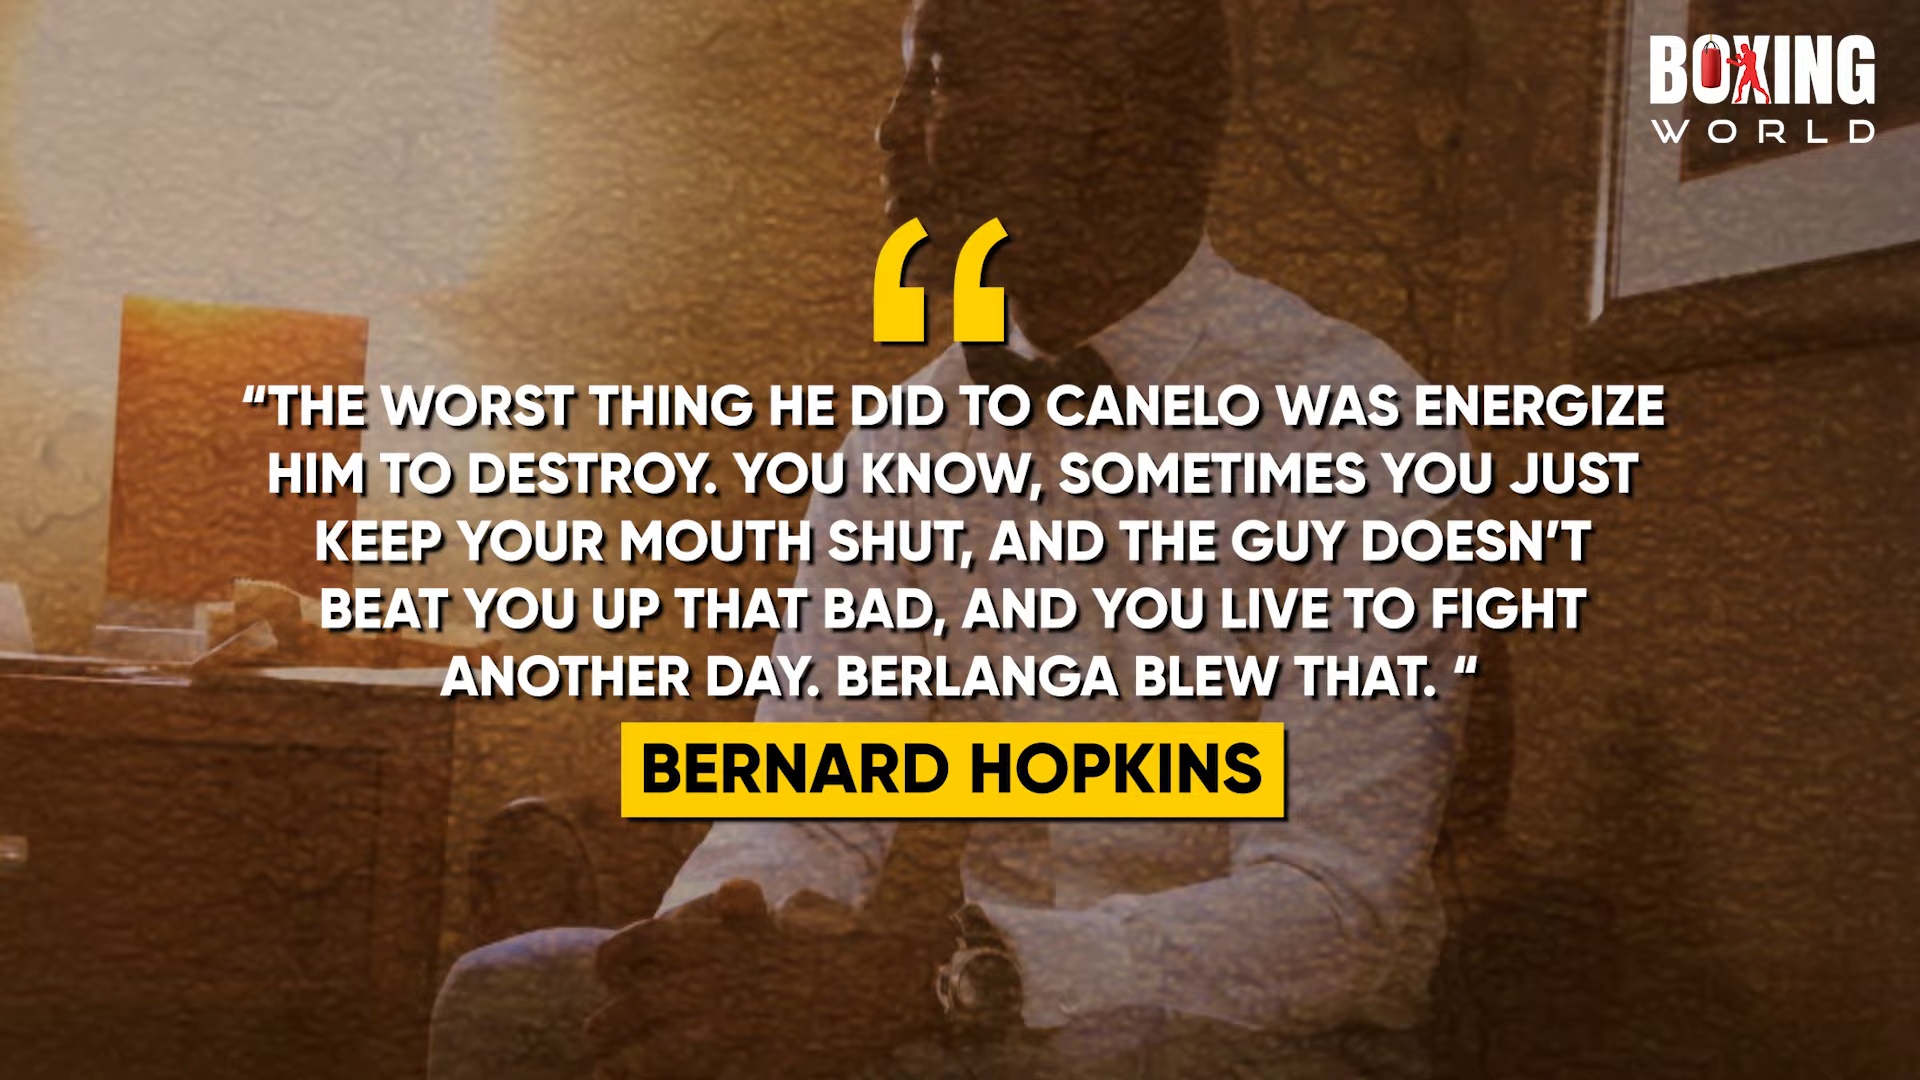 BOXING
WORLD
“
“THE WORST THING HE DID TO CANELO WAS ENERGIZE
HIM TO DESTROY. YOU KNOW, SOMETIMES YOU JUST
KEEP YOUR MOUTH SHUT, AND THE GUY DOESN’T
BEAT YOU UP THAT BAD, AND YOU LIVE TO FIGHT
ANOTHER DAY. BERLANGA BLEW THAT. “
BERNARD HOPKINS